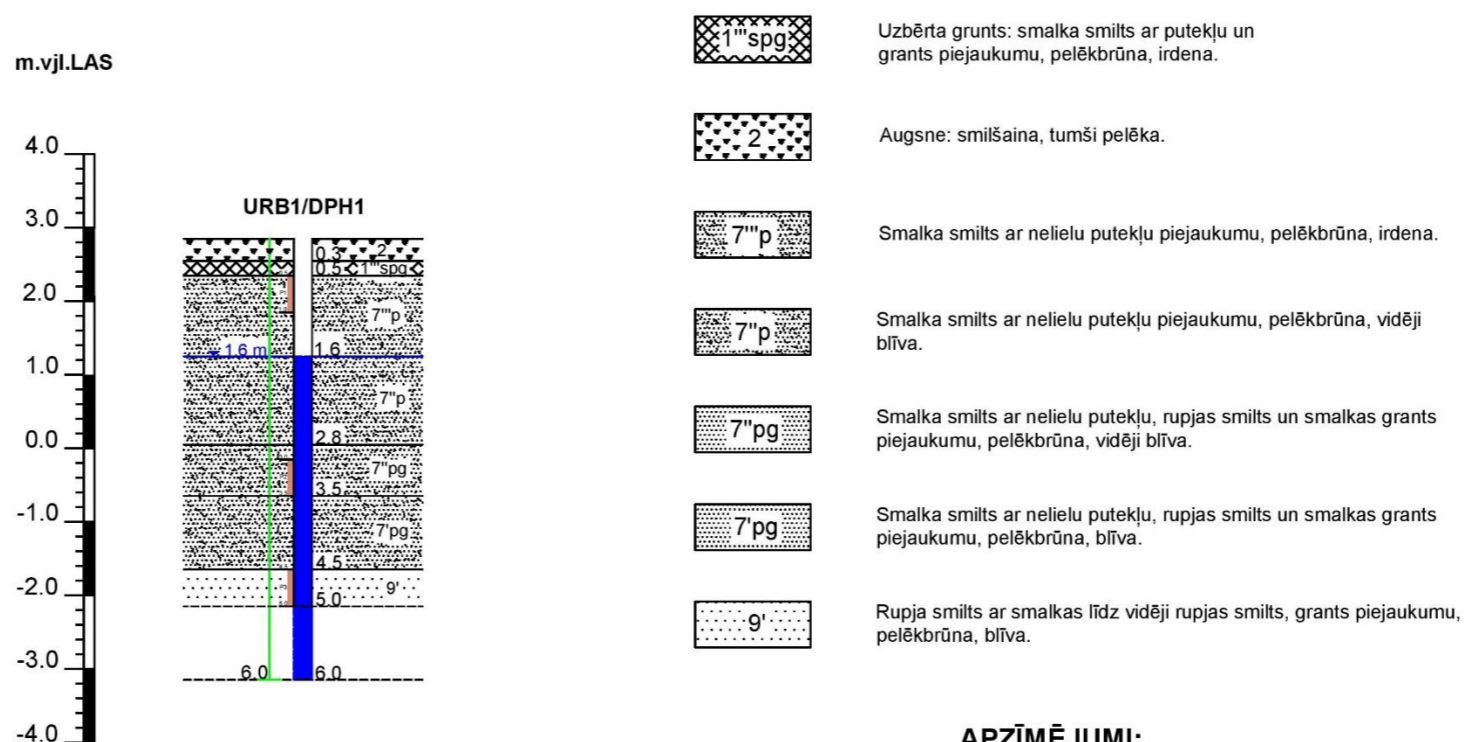 m.vjl.LAS
4.0
3.0
2.0
1.0
0.0
-1.0
-2.0
-3.0
-4.0
URB1/DPH1
0.3 2
0.5 1'''spg
7'''p
1.6 m 1.6
7''p
2.8
7''pg
3.5
7'pg
4.5
9'
5.0
6.0 6.0
1'''spg
Uzbērta grunts: smalka smilts ar putekļu un
grants piejaukumu, pelēkbrūna, irdena.
2
Augsne: smilšaina, tumši pelēka.
7'''p
Smalka smilts ar nelielu putekļu piejaukumu, pelēkbrūna, irdena.
7''p
Smalka smilts ar nelielu putekļu piejaukumu, pelēkbrūna, vidēji
blīva.
7''pg
Smalka smilts ar nelielu putekļu, rupjas smilts un smalkas grants
piejaukumu, pelēkbrūna, vidēji blīva.
7'pg
Smalka smilts ar nelielu putekļu, rupjas smilts un smalkas grants
piejaukumu, pelēkbrūna, blīva.
9'
Rupja smilts ar smalkas līdz vidēji rupjas smilts, grants piejaukumu,
pelēkbrūna, blīva.
APZĪMĒJUMI: